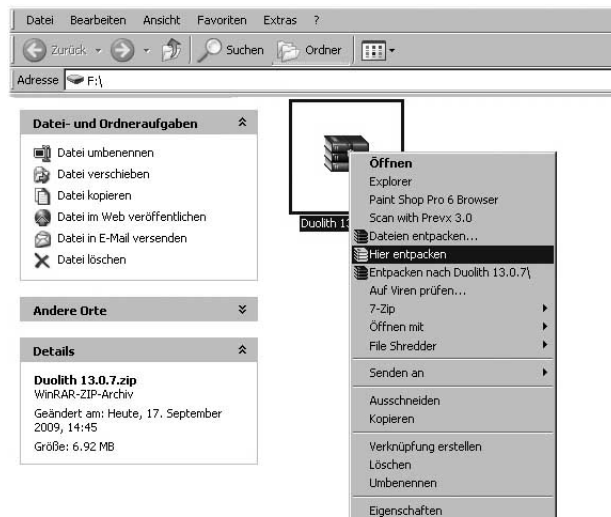 Datei Bearbeiten Ansicht Favoriten Extras ?
Zurück Suchen Ordner
Adresse F:\
Datei- und Ordneraufgaben
Datei umbenennen
Datei verschieben
Datei kopieren
Datei im Web veröffentlichen
Datei in E-Mail versenden
Datei löschen
Andere Orte
Details
Duolith 13.0.7.zip
WinRAR-ZIP-Archiv
Geändert am: Heute, 17. September
2009, 14:45
Größe: 6.92 MB
Duolith
Öffnen
Explorer
Paint Shop Pro 6 Browser
Scan with Prevx 3.0
Dateien entpacken...
Hier entpacken
Entpacken nach Duolith 13.0.7\
Auf Viren prüfen...
7-Zip
Öffnen mit
File Shredder
Senden an
Ausschneiden
Kopieren
Verknüpfung erstellen
Löschen
Umbenennen
Eigenschaften